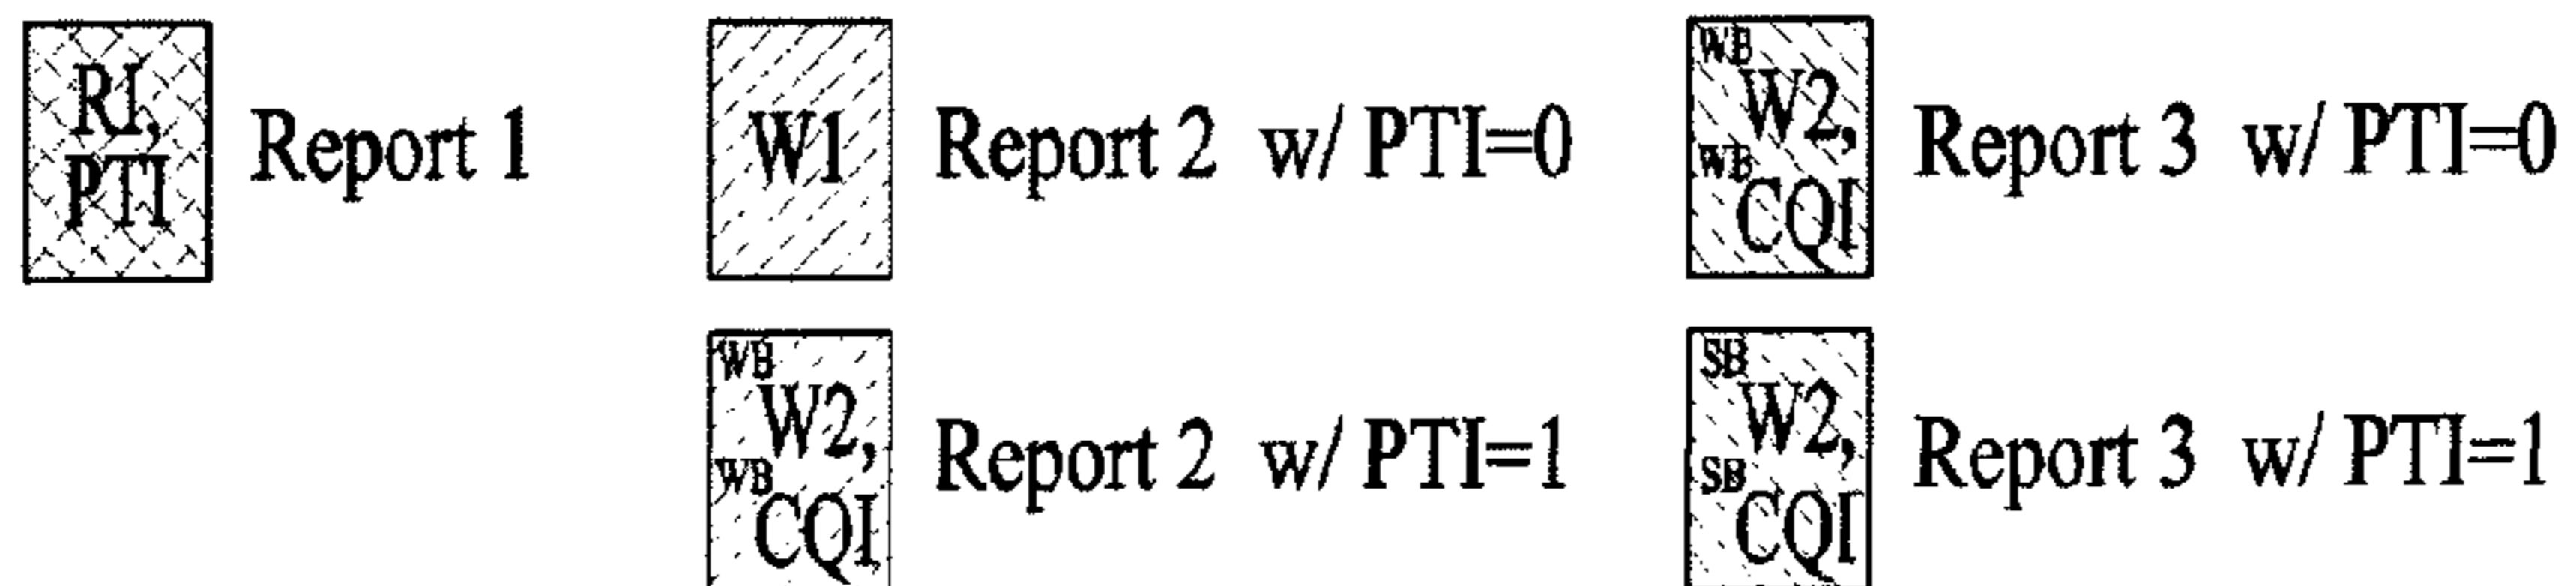 RI,
PTI
Report 1
W1
Report 2 w/ PTI=0
WB
W2,
WB
CQI
Report 3 w/ PTI=0
WB
W2,
WB
CQI
Report 2 w/ PTI=1
SB
W2,
SB
CQI
Report 3 w/ PTI=1